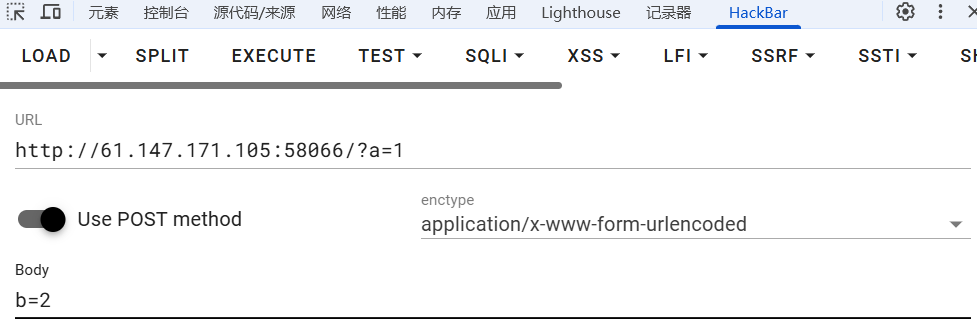 元素 控制台 源代码/来源 网络 性能 内存 应用 Lighthouse 记录器 HackBar
LOAD SPLIT EXECUTE TEST SQLI XSS LFI SSRF SSTI
URL
http://61.147.171.105:58066/?a=1
Use POST method
enctype
application/x-www-form-urlencoded
Body
b=2